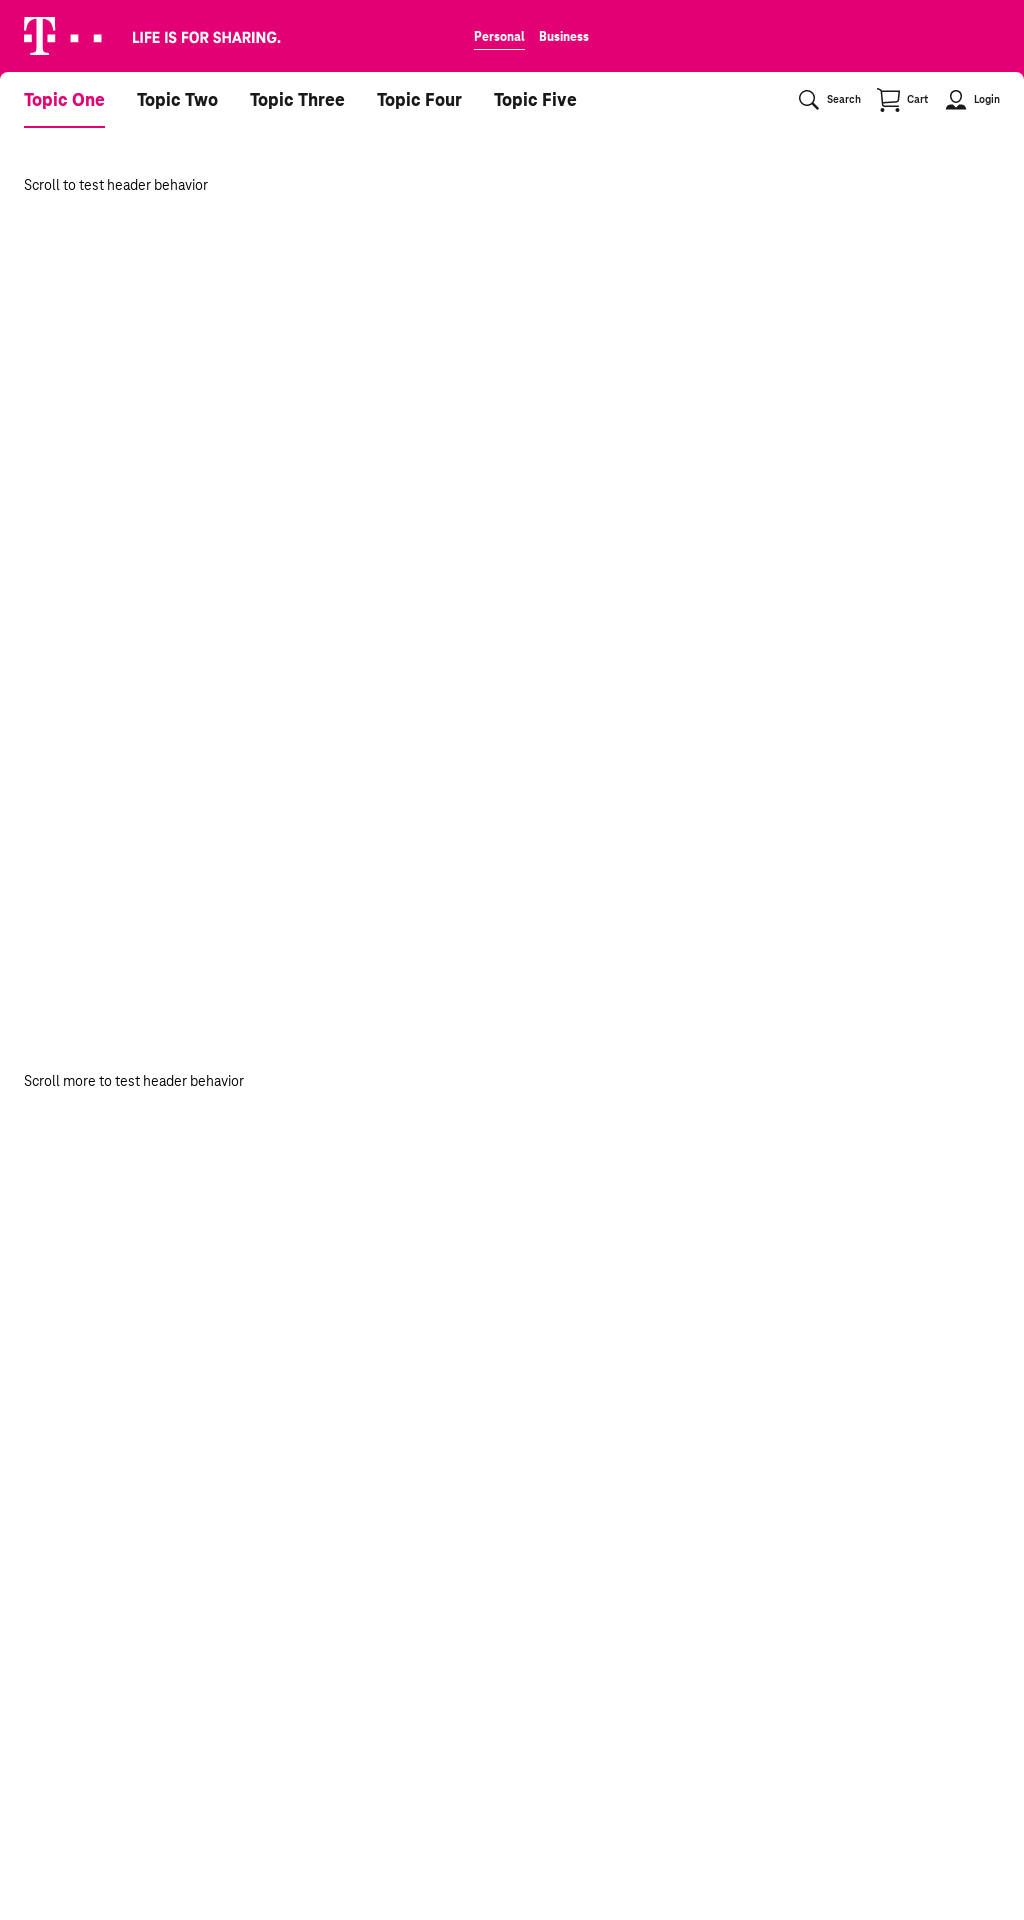 T
LIFE IS FOR SHARING.
Personal Business
Topic One Topic Two Topic Three Topic Four Topic Five Search Cart Login
Scroll to test header behavior
Scroll more to test header behavior